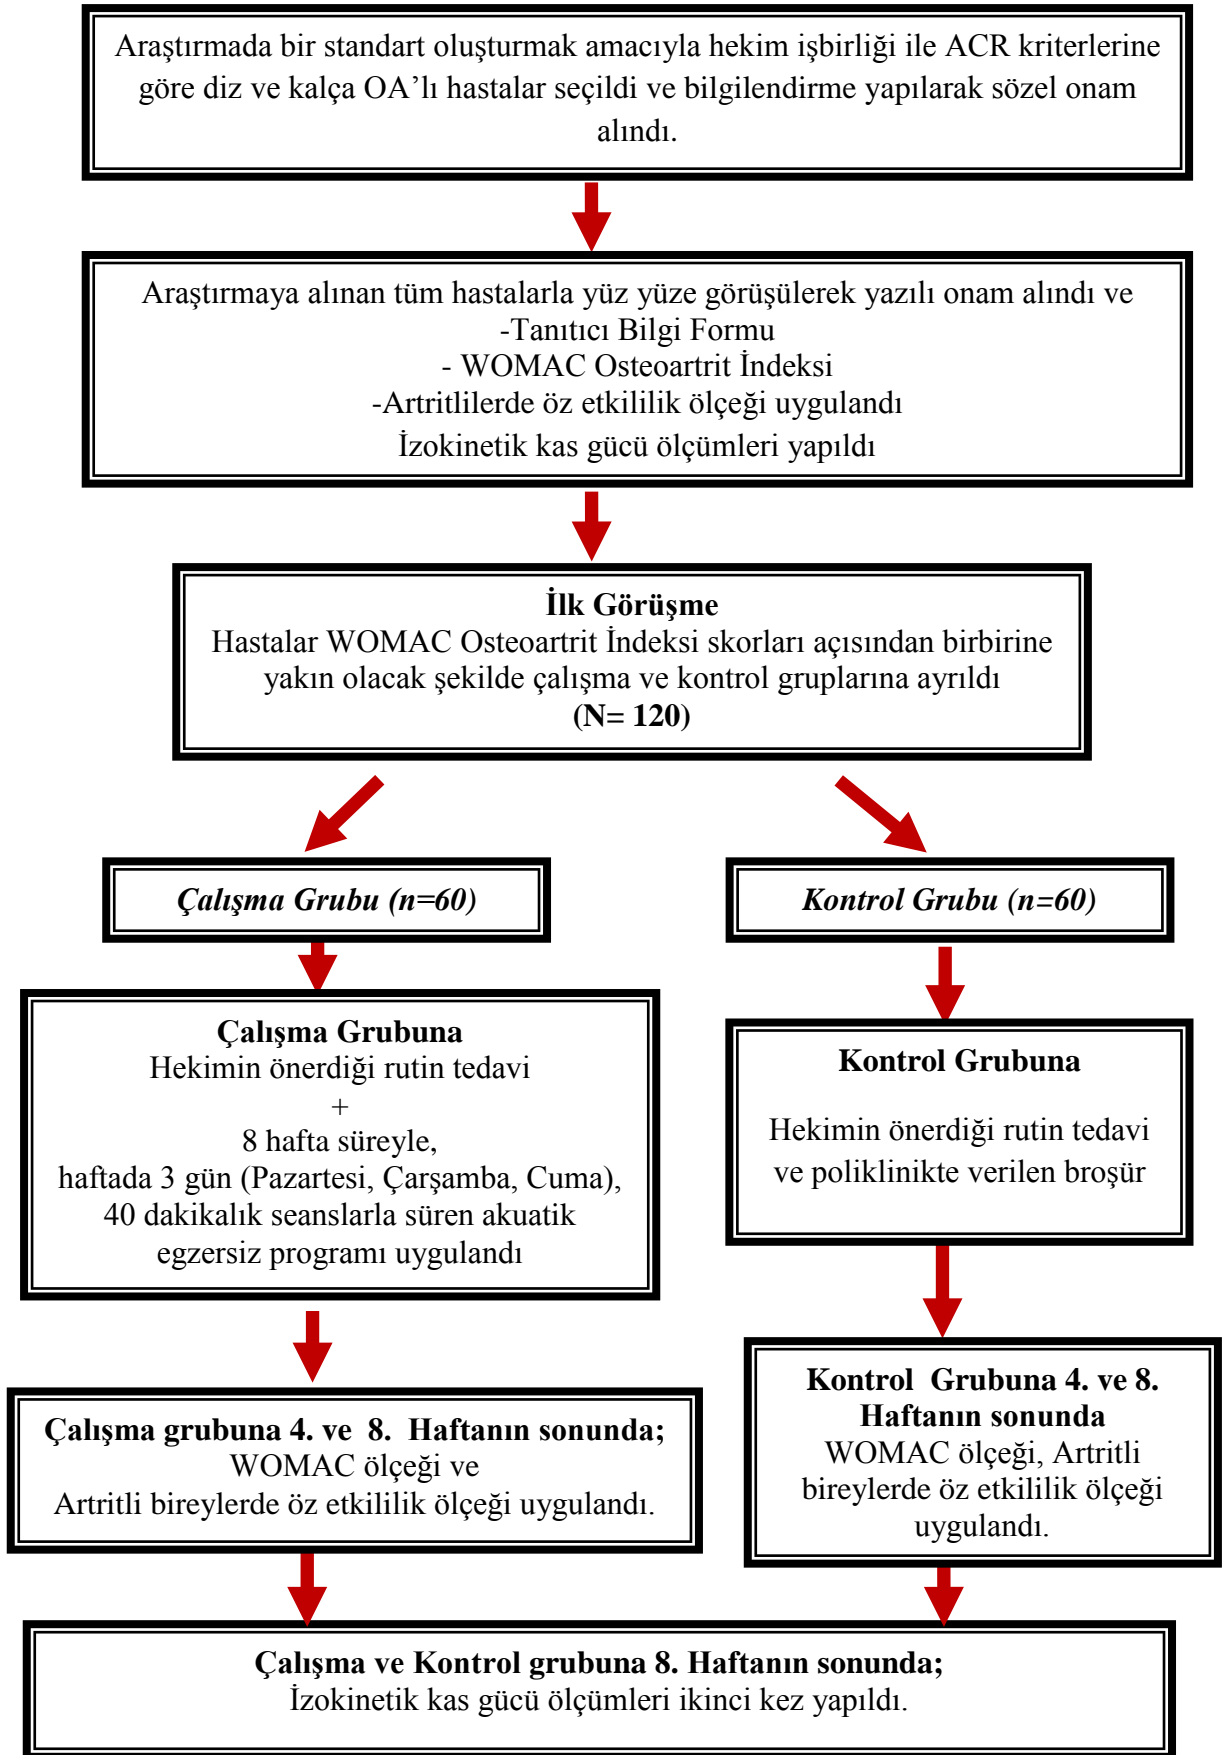 Araştırmada bir standart oluşturmak amacıyla hekim işbirliği ile ACR kriterlerine
göre diz ve kalça OA’lı hastalar seçildi ve bilgilendirme yapılarak sözel onam
alındı.
Araştırmaya alınan tüm hastalarla yüz yüze görüşülerek yazılı onam alındı ve
-Tanıtıcı Bilgi Formu
- WOMAC Osteoartrit İndeksi
-Artritlilerde öz etkililik ölçeği uygulandı
İzokinetik kas gücü ölçümleri yapıldı
İlk Görüşme
Hastalar WOMAC Osteoartrit İndeksi skorları açısından birbirine
yakın olacak şekilde çalışma ve kontrol gruplarına ayrıldı
(N= 120)
Çalışma Grubu (n=60)
Kontrol Grubu (n=60)
Çalışma Grubuna
Hekimin önerdiği rutin tedavi
+
8 hafta süreyle,
haftada 3 gün (Pazartesi, Çarşamba, Cuma),
40 dakikalık seanslarla süren akuatik
egzersiz programı uygulandı
Kontrol Grubuna
Hekimin önerdiği rutin tedavi
ve poliklinikte verilen broşür
Çalışma grubuna 4. ve 8. Haftanın sonunda;
WOMAC ölçeği ve
Artritli bireylerde öz etkililik ölçeği uygulandı.
Kontrol Grubuna 4. ve 8.
Haftanın sonunda
WOMAC ölçeği, Artritli
bireylerde öz etkililik ölçeği
uygulandı.
Çalışma ve Kontrol grubuna 8. Haftanın sonunda;
İzokinetik kas gücü ölçümleri ikinci kez yapıldı.